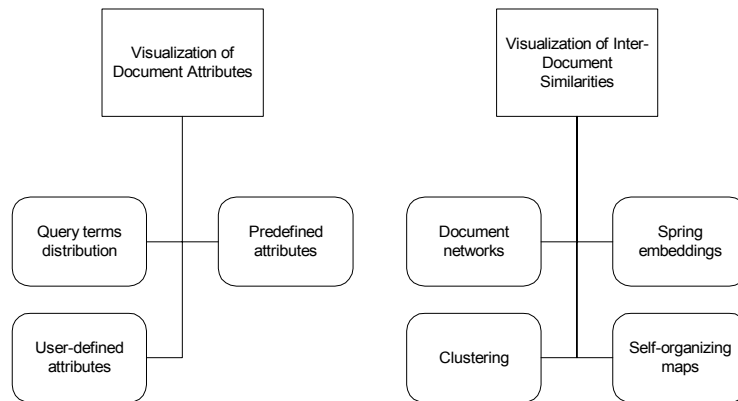 Visualization of
Document Attributes
Visualization of Inter-
Document
Similarities
Query terms
distribution
Predefined
attributes
User-defined
attributes
Document
networks
Spring
embeddings
Clustering
Self-organizing
maps